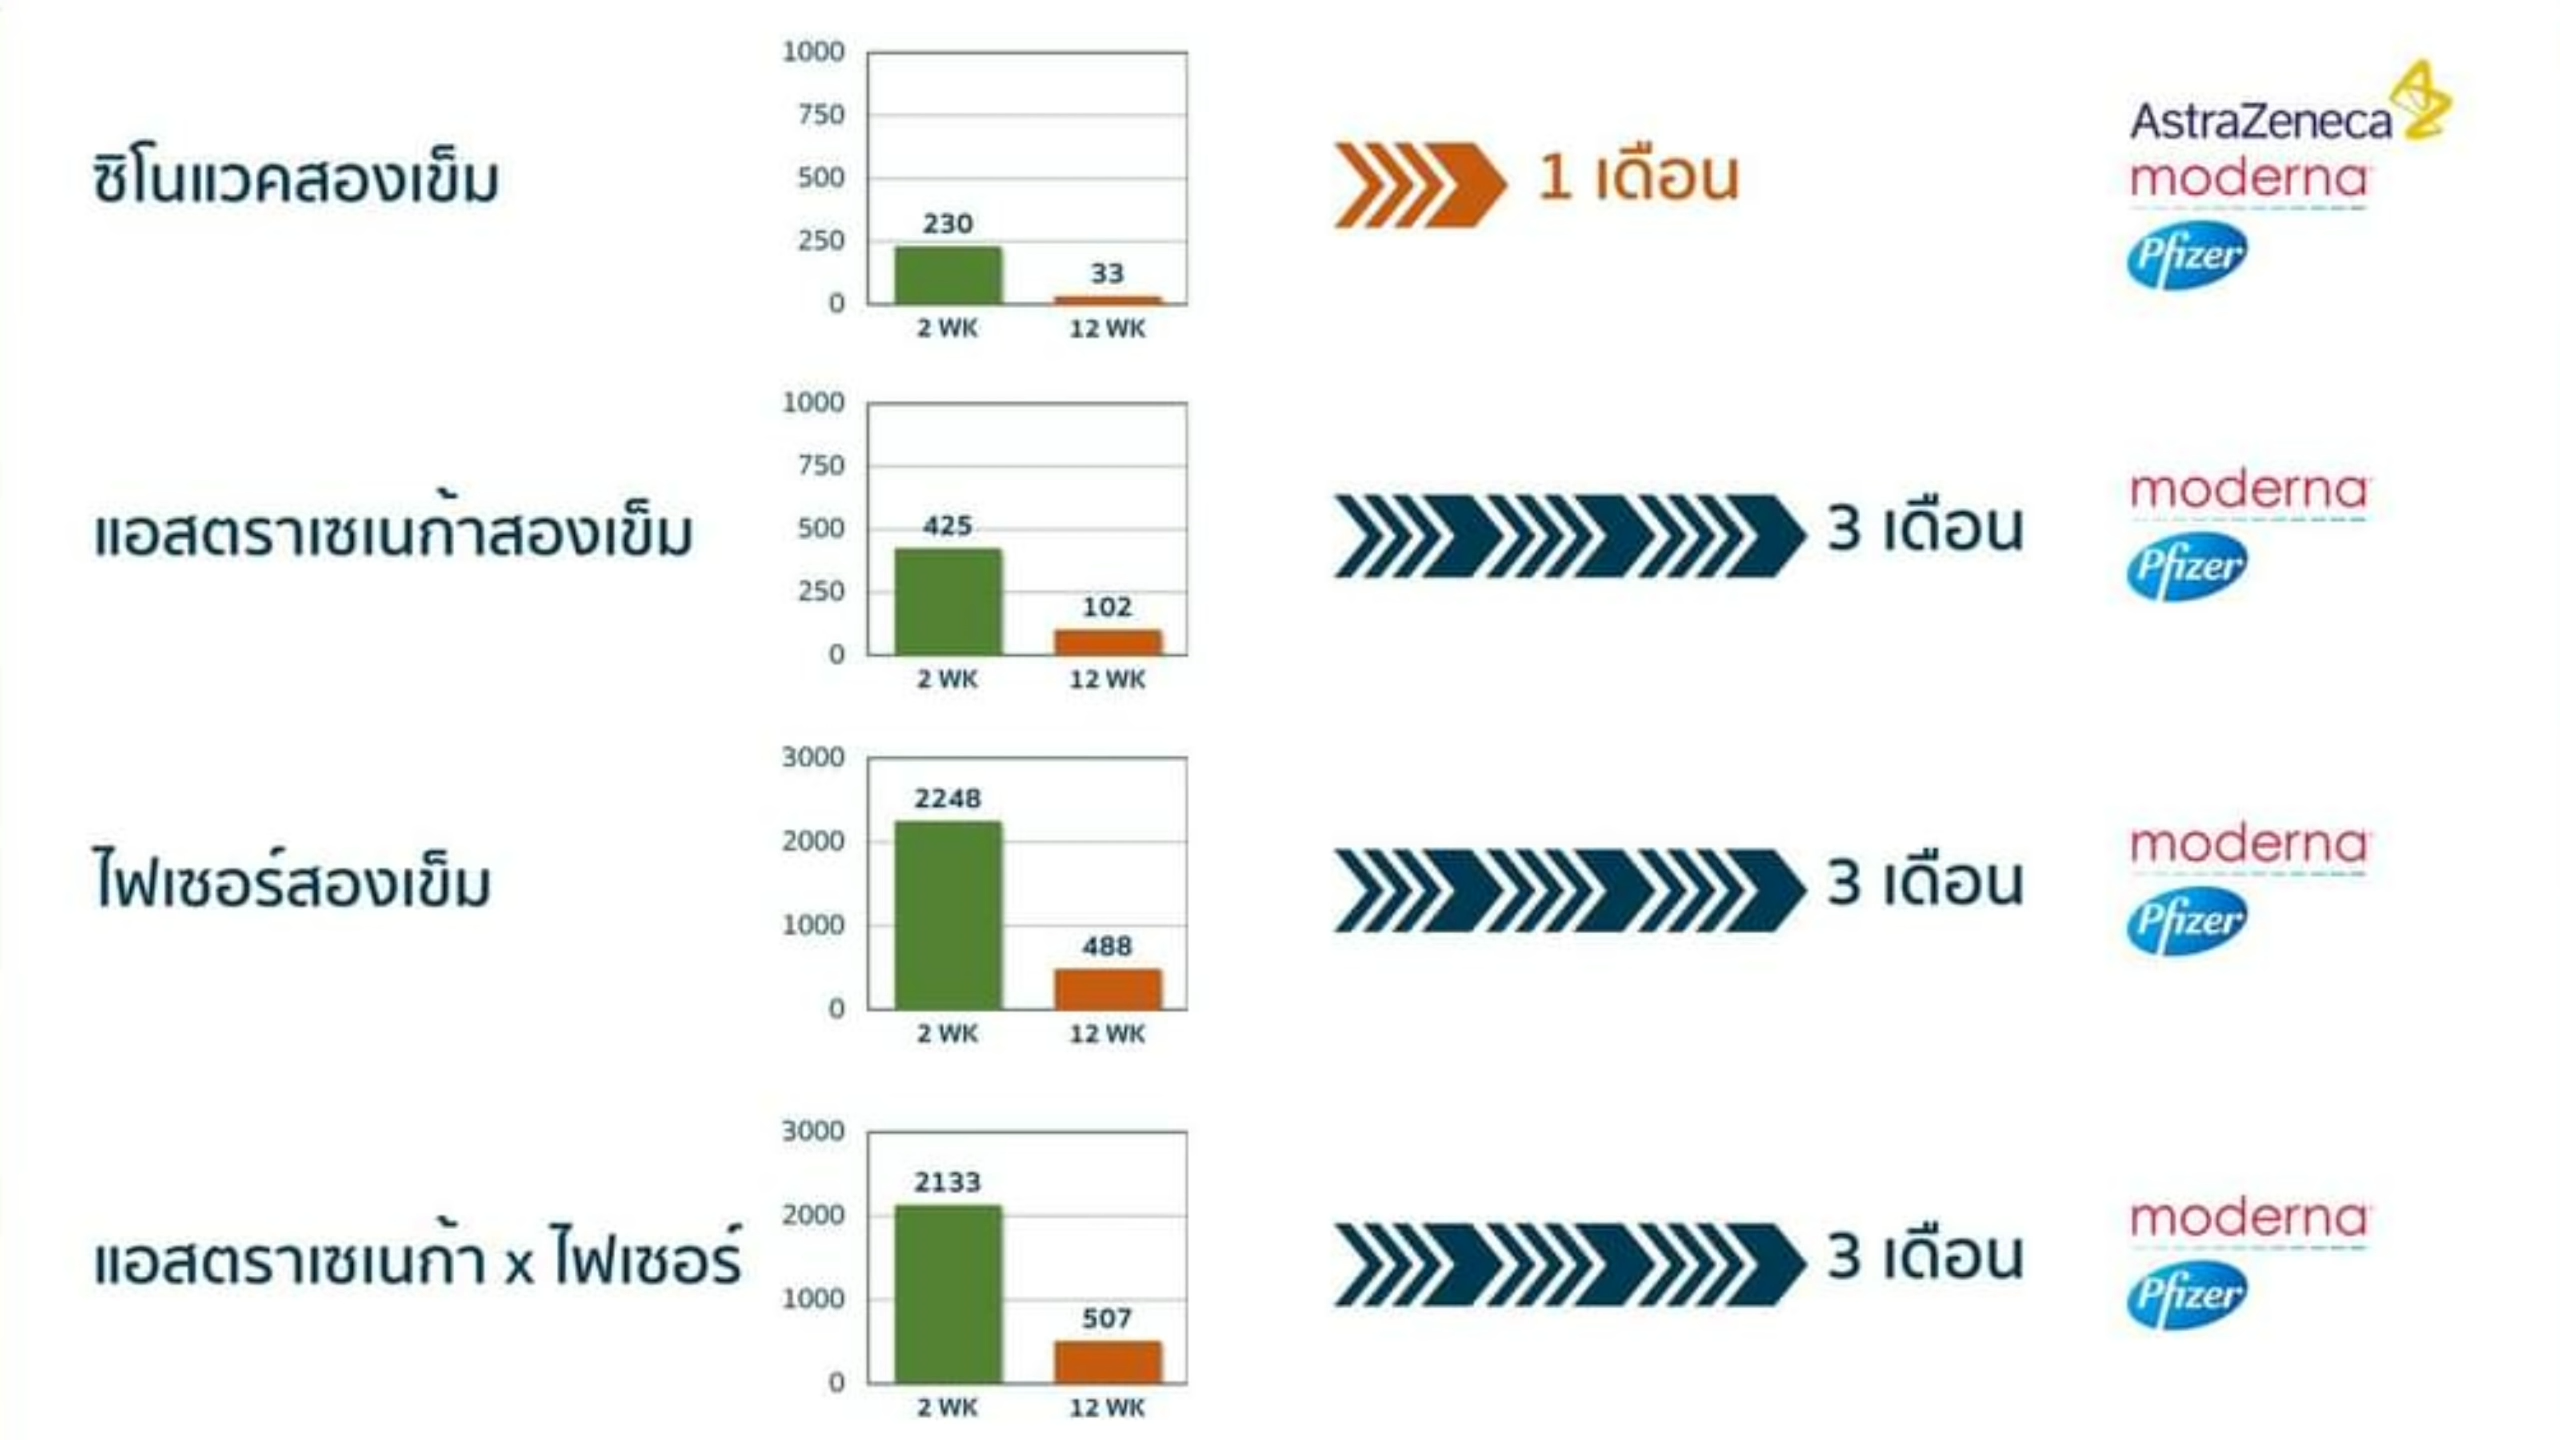 ซิโนแวคสองเข็ม
1000
750
500
250
0
230
33
2 WK
12 WK
1 เดือน
AstraZeneca
moderna
Pfizer
แอสตราเซเนก้าสองเข็ม
1000
750
500
250
0
425
102
2 WK
12 WK
3 เดือน
moderna
Pfizer
ไฟเซอร์สองเข็ม
3000
2000
1000
0
2248
488
2 WK
12 WK
3 เดือน
moderna
Pfizer
แอสตราเซเนก้า x ไฟเซอร์
3000
2000
1000
0
2133
507
2 WK
12 WK
3 เดือน
moderna
Pfizer